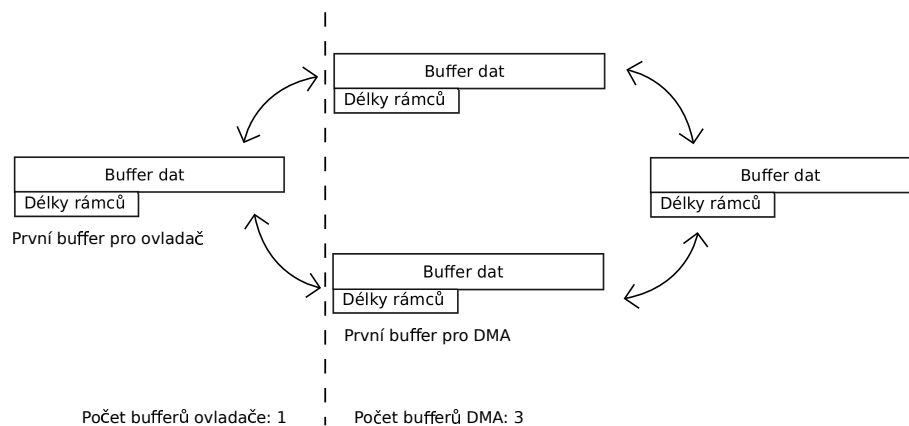 Buffer dat
Délky rámců
Buffer dat
Délky rámců
První buffer pro ovladač
Buffer dat
Délky rámců
Buffer dat
Délky rámců
První buffer pro DMA
Počet bufferů ovladače: 1
Počet bufferů DMA: 3